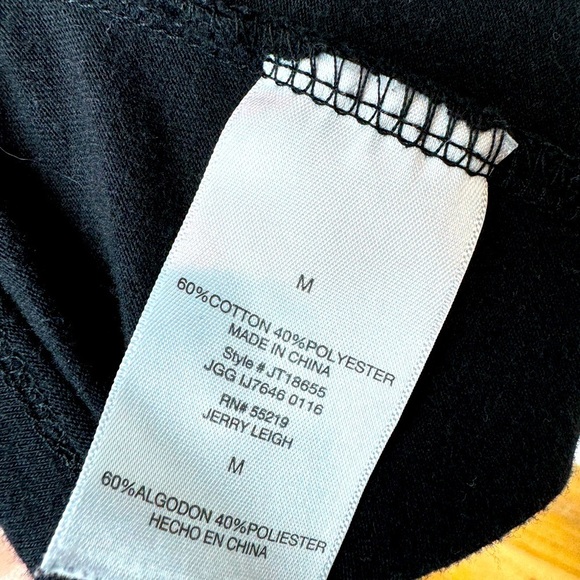 M
60%COTTON 40%POLYESTER
MADE IN CHINA
Style # JT18655
JGG IJ7646 0116
RN# 55219
JERRY LEIGH
M
60%ALGODON 40%POLIESTER
HECHO EN CHINA